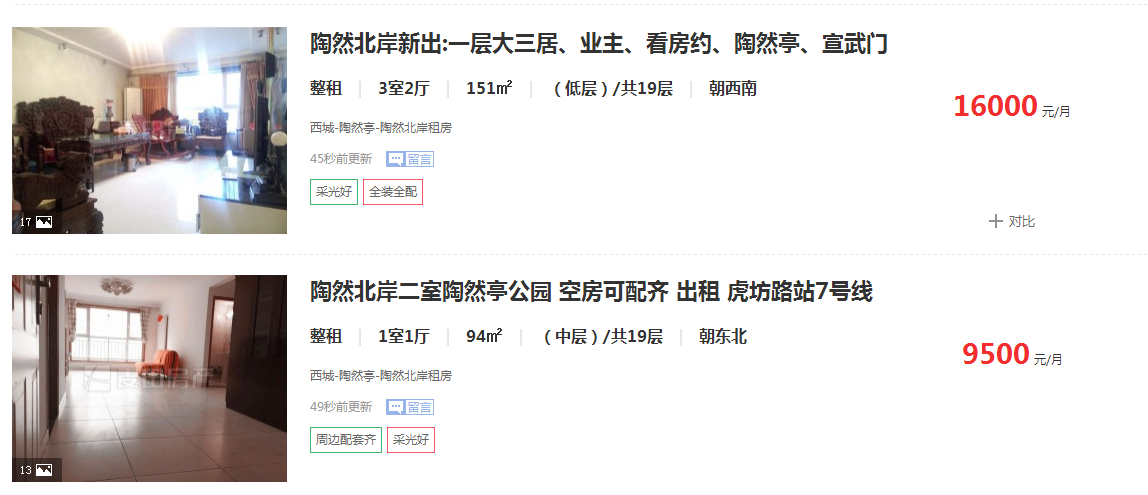 陶然北岸新出:一层大三居、业主、看房约、陶然亭、宣武门
整租 | 3室2厅 | 151㎡ | （低层）/共19层 | 朝西南
16000 元/月
西城-陶然亭-陶然北岸租房
45秒前更新 留言
采光好 全装全配
17
对比
陶然北岸二室陶然亭公园 空房可配齐 出租 虎坊路站7号线
整租 | 1室1厅 | 94㎡ | （中层）/共19层 | 朝东北
9500 元/月
西城-陶然亭-陶然北岸租房
49秒前更新 留言
周边配套齐 采光好
13